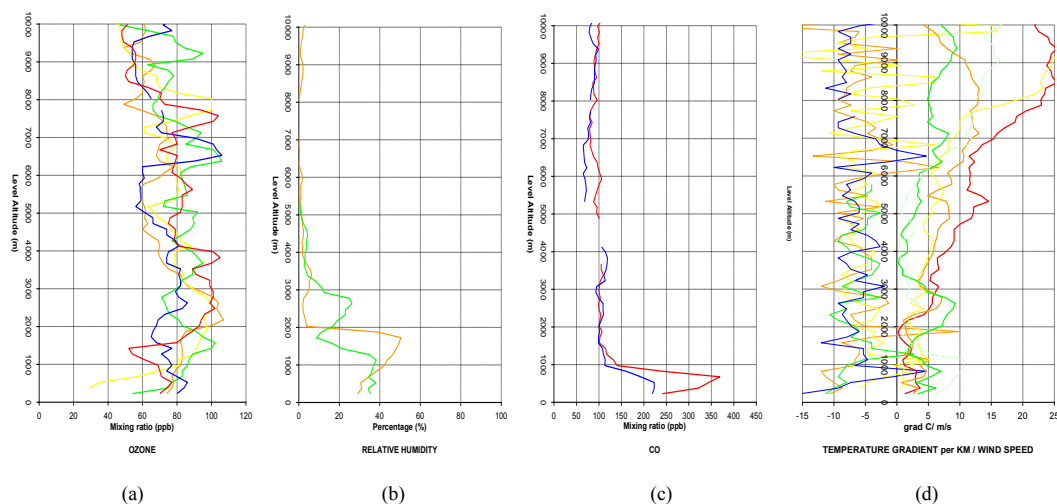 10000
9000
8000
7000
6000
5000
4000
3000
2000
1000
0
Level Altitude (m)
0 20 40 60 80 100 120
Mixing ratio (ppb)
OZONE
(a)
10000
9000
8000
7000
6000
5000
4000
3000
2000
1000
0
Level Altitude (m)
0 20 40 60 80 100
Percentage (%)
RELATIVE HUMIDITY
(b)
10000
9000
8000
7000
6000
5000
4000
3000
2000
1000
0
Level Altitude (m)
0 50 100 150 200 250 300 350 400 450
Mixing ratio (ppb)
CO
(c)
10000
9000
8000
7000
6000
5000
4000
3000
2000
1000
0
Level Altitude (m)
-15 -10 -5 0 5 10 15 20 25
grad C/ m/s
TEMPERATURE GRADIENT per KM / WIND SPEED
(d)